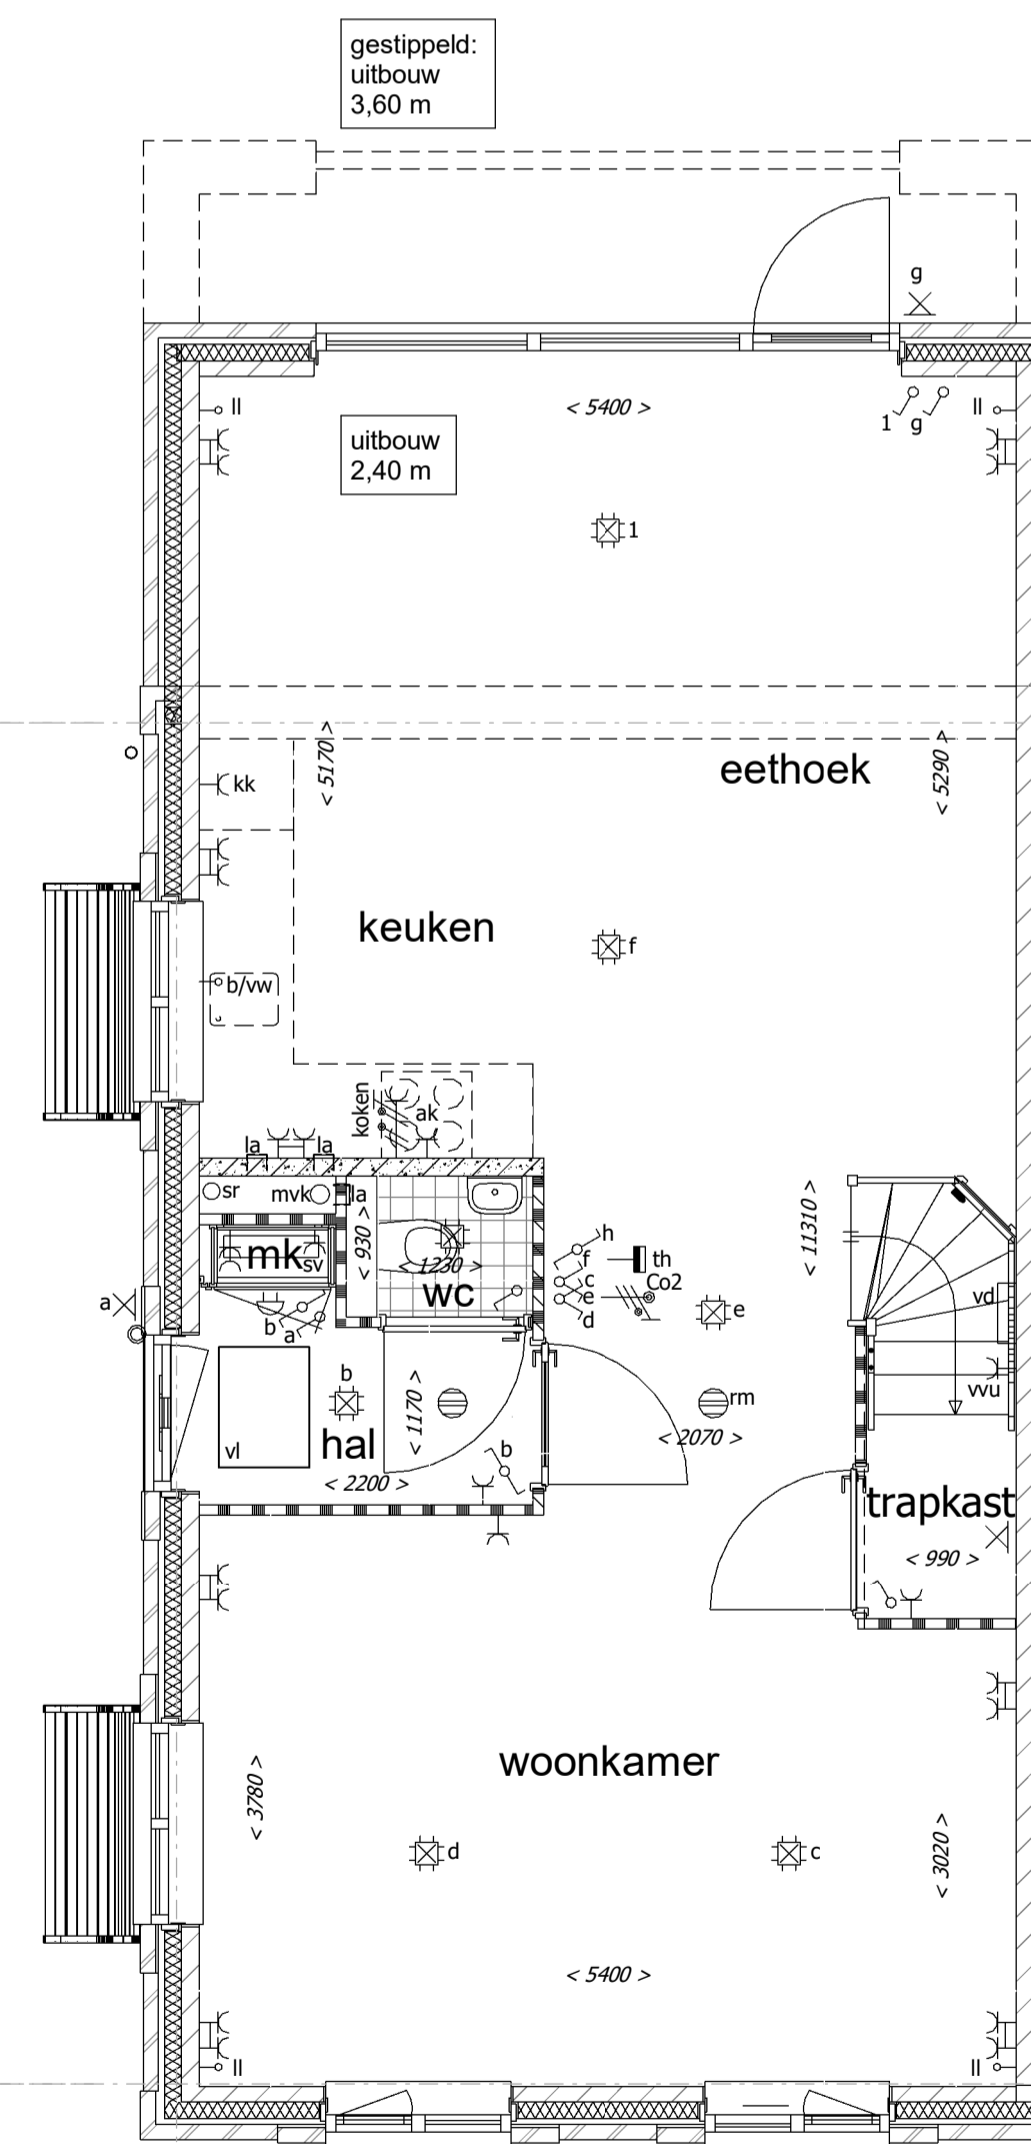 gestippeld:
uitbouw
3,60 m
g
ll
< 5400 >
1 g
ll
uitbouw
2,40 m
1
< 5170 >
eethoek
< 5290 >
kk
keuken
f
b/vw
koken
ak
la
la
sr
mvk
la
< 930 >
< 11310 >
h
f
th
mk
sv
< 1230 >
c
Co2
wc
e
vd
a
b
a
d
e
b
< 1170 >
rm
vvu
vl
hal
b
< 2070 >
< 2200 >
trapkast
< 990 >
woonkamer
< 3780 >
d
c
< 3020 >
< 5400 >
ll
ll